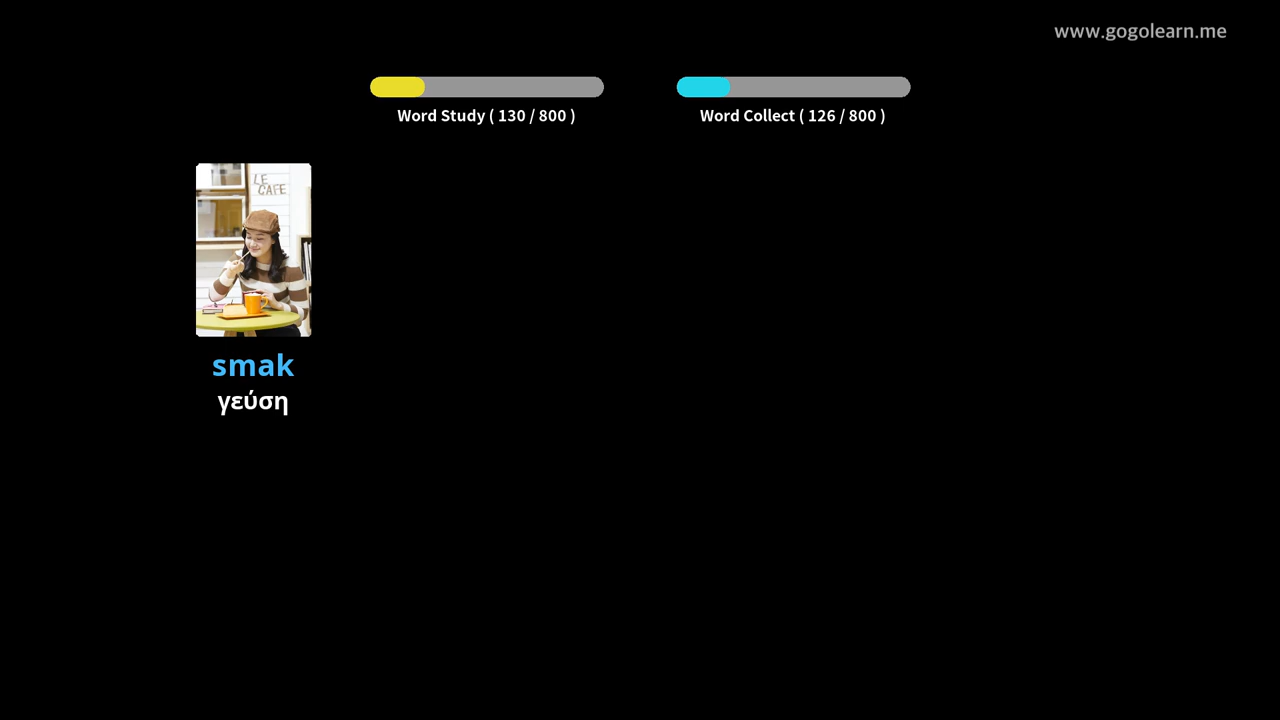 www.gogolearn.me
Word Study ( 130 / 800 )
Word Collect ( 126 / 800 )
LE
CAFE
smak
γεύση